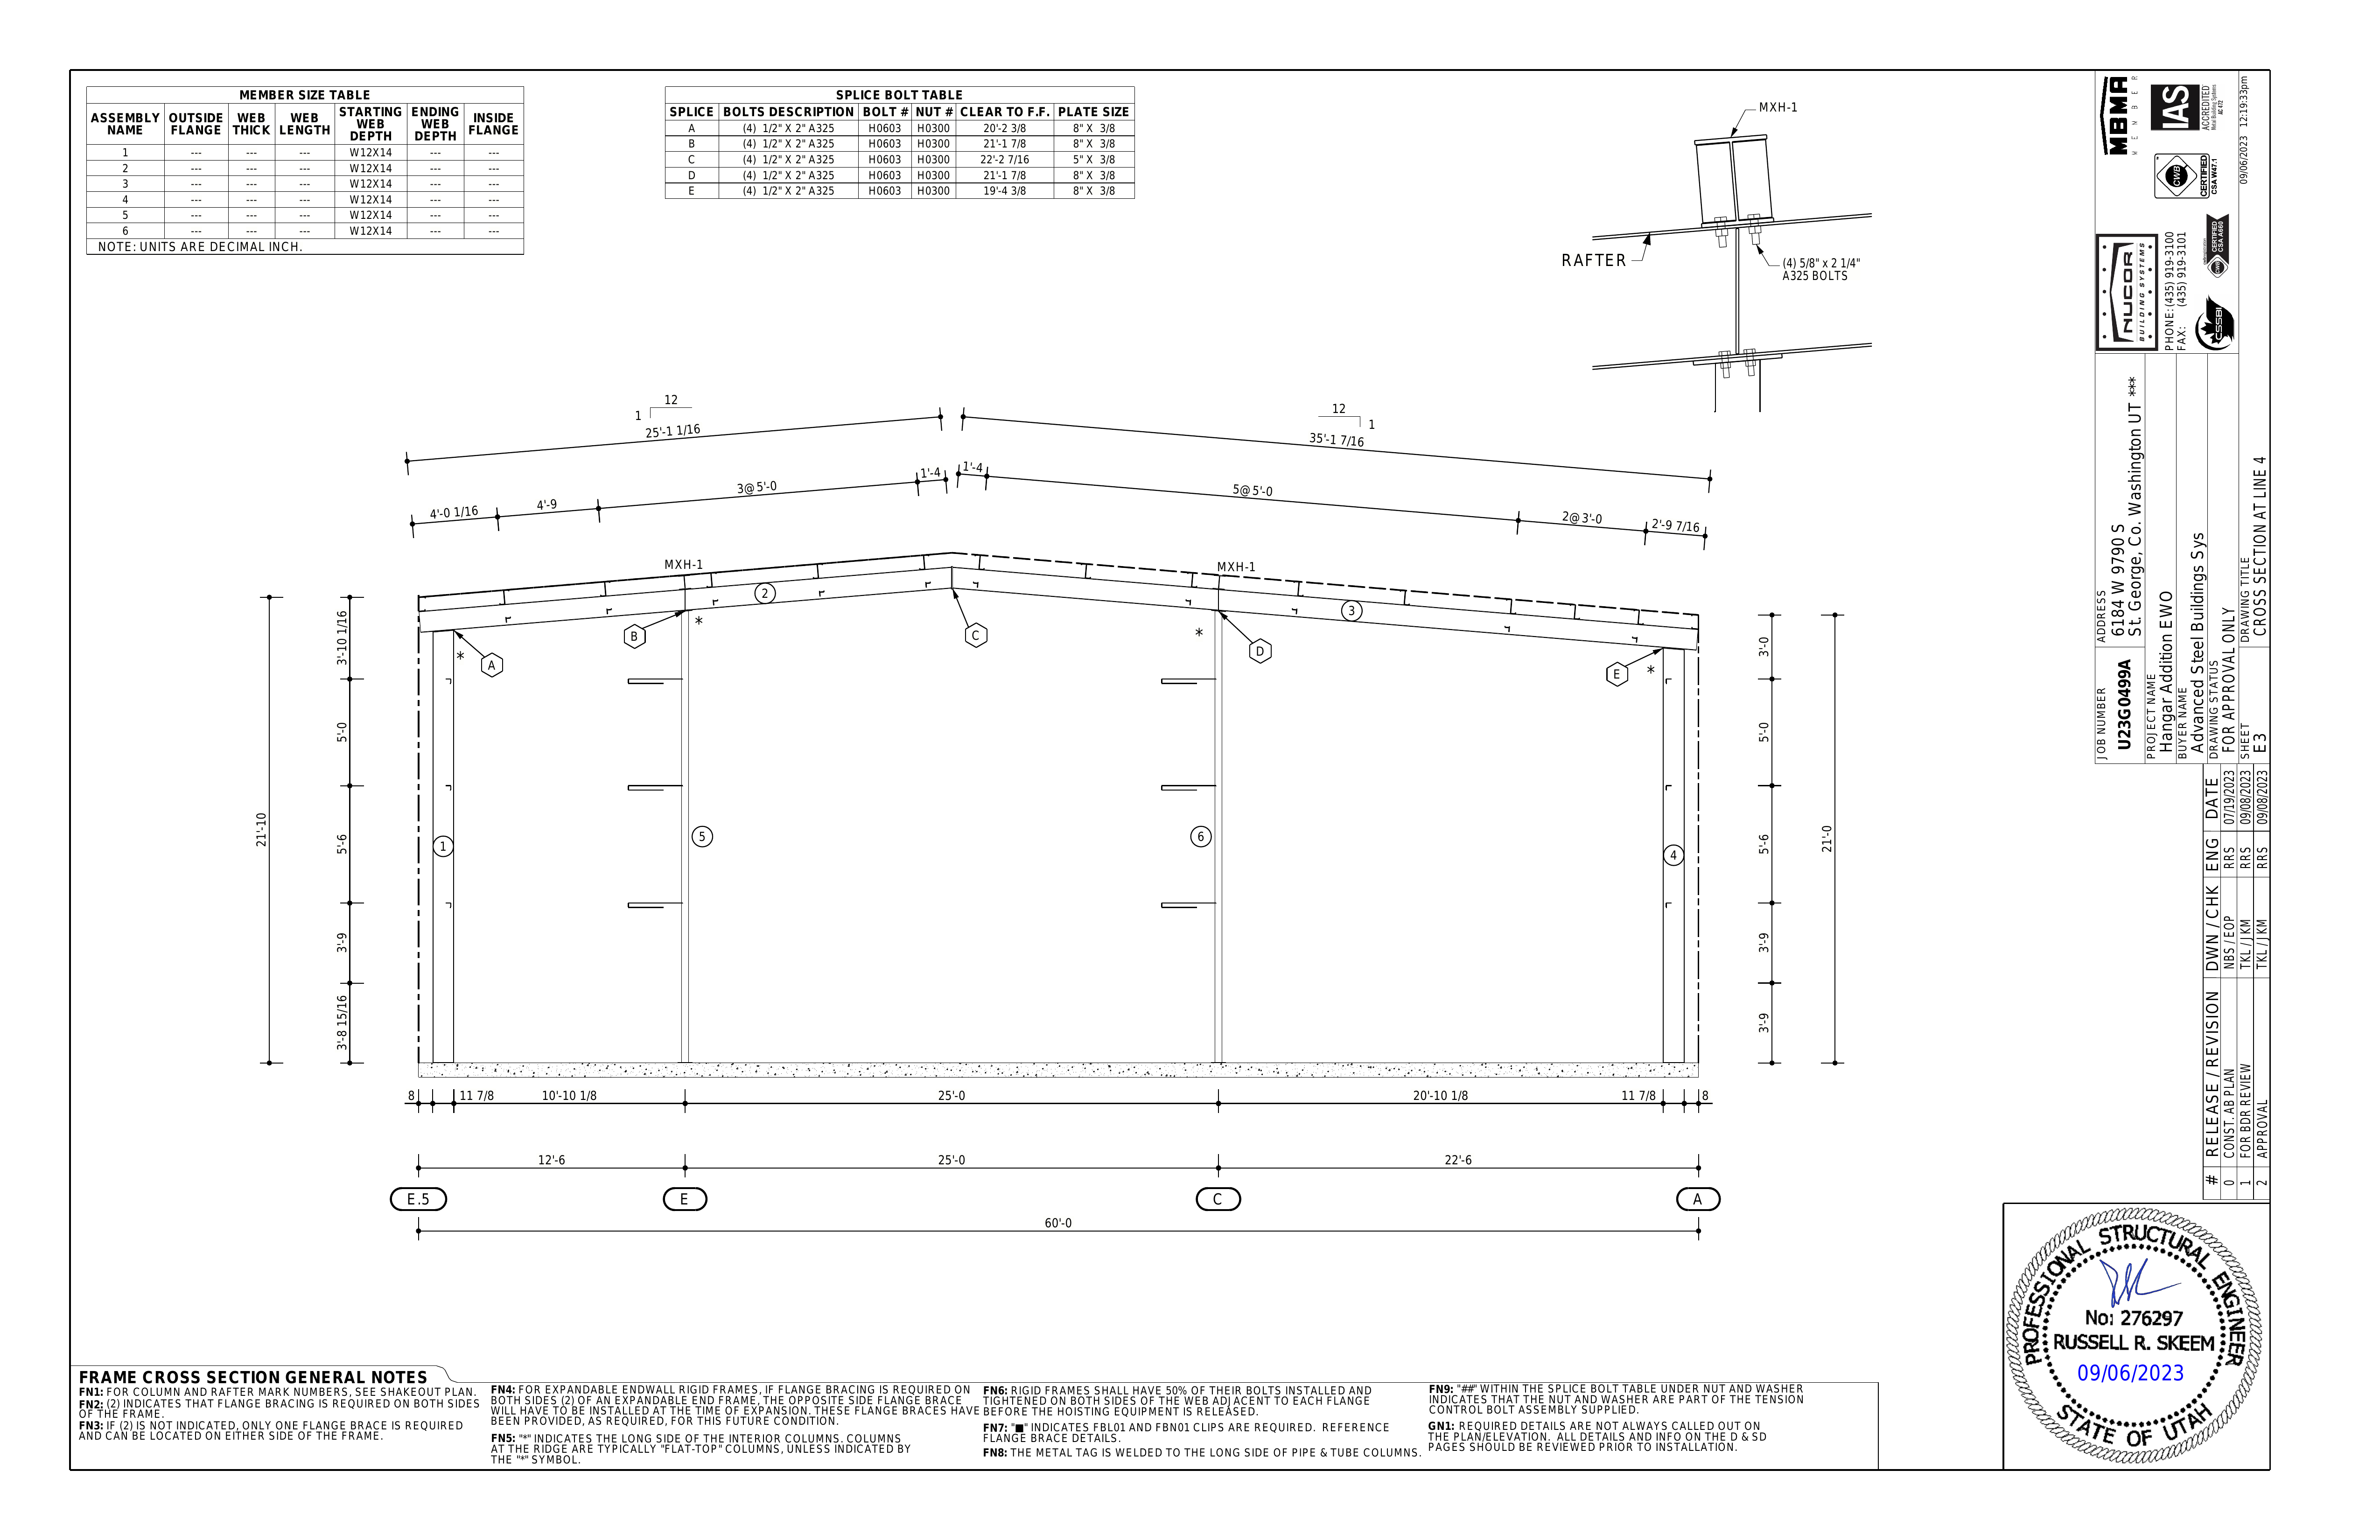 MEMBER SIZE TABLE
ASSEMBLY NAME OUTSIDE FLANGE WEB THICK WEB LENGTH STARTING WEB DEPTH ENDING WEB DEPTH INSIDE FLANGE
1 --- --- --- W12X14 --- ---
2 --- --- --- W12X14 --- ---
3 --- --- --- W12X14 --- ---
4 --- --- --- W12X14 --- ---
5 --- --- --- W12X14 --- ---
6 --- --- --- W12X14 --- ---
NOTE: UNITS ARE DECIMAL INCH.
SPLICE BOLT TABLE
SPLICE BOLTS DESCRIPTION BOLT # NUT # CLEAR TO F.F. PLATE SIZE
A (4) 1/2" X 2" A325 H0603 H0300 20'-2 3/8 8" X 3/8
B (4) 1/2" X 2" A325 H0603 H0300 21'-1 7/8 8" X 3/8
C (4) 1/2" X 2" A325 H0603 H0300 22'-2 7/16 5" X 3/8
D (4) 1/2" X 2" A325 H0603 H0300 21'-1 7/8 8" X 3/8
E (4) 1/2" X 2" A325 H0603 H0300 19'-4 3/8 8" X 3/8
MXH-1
RAFTER
(4) 5/8" x 2 1/4"
A325 BOLTS
12
1
25'-1 1/16
12
1
35'-1 7/16
4'-0 1/16
4'-9
3@5'-0
1'-4
1'-4
5@5'-0
2@3'-0
2'-9 7/16
MXH-1
MXH-1
2
3
*
*
*
*
A
B
C
D
E
21'-10
3'-10 1/16
5'-0
5'-6
3'-9
3'-8 15/16
1
5
6
4
3'-0
5'-0
5'-6
3'-9
3'-9
21'-0
8
11 7/8
10'-10 1/8
25'-0
20'-10 1/8
11 7/8
8
12'-6
25'-0
22'-6
E.5
E
C
A
60'-0
FRAME CROSS SECTION GENERAL NOTES
FN1: FOR COLUMN AND RAFTER MARK NUMBERS, SEE SHAKEOUT PLAN.
FN2: (2) INDICATES THAT FLANGE BRACING IS REQUIRED ON BOTH SIDES
OF THE FRAME.
FN3: IF (2) IS NOT INDICATED, ONLY ONE FLANGE BRACE IS REQUIRED
AND CAN BE LOCATED ON EITHER SIDE OF THE FRAME.
FN4: FOR EXPANDABLE ENDWALL RIGID FRAMES, IF FLANGE BRACING IS REQUIRED ON
BOTH SIDES (2) OF AN EXPANDABLE END FRAME, THE OPPOSITE SIDE FLANGE BRACE
WILL HAVE TO BE INSTALLED AT THE TIME OF EXPANSION. THESE FLANGE BRACES HAVE
BEEN PROVIDED, AS REQUIRED, FOR THIS FUTURE CONDITION.
FN5: "*" INDICATES THE LONG SIDE OF THE INTERIOR COLUMNS. COLUMNS
AT THE RIDGE ARE TYPICALLY "FLAT-TOP" COLUMNS, UNLESS INDICATED BY
THE "*" SYMBOL.
FN6: RIGID FRAMES SHALL HAVE 50% OF THEIR BOLTS INSTALLED AND
TIGHTENED ON BOTH SIDES OF THE WEB ADJACENT TO EACH FLANGE
BEFORE THE HOISTING EQUIPMENT IS RELEASED.
FN7: "■" INDICATES FBL01 AND FBN01 CLIPS ARE REQUIRED. REFERENCE
FLANGE BRACE DETAILS.
FN8: THE METAL TAG IS WELDED TO THE LONG SIDE OF PIPE & TUBE COLUMNS.
FN9: "##" WITHIN THE SPLICE BOLT TABLE UNDER NUT AND WASHER
INDICATES THAT THE NUT AND WASHER ARE PART OF THE TENSION
CONTROL BOLT ASSEMBLY SUPPLIED.
GN1: REQUIRED DETAILS ARE NOT ALWAYS CALLED OUT ON
THE PLAN/ELEVATION. ALL DETAILS AND INFO ON THE D & SD
PAGES SHOULD BE REVIEWED PRIOR TO INSTALLATION.
MBMA
MEMBER
IAS
ACCREDITED
CWB
CERTIFIED
CSA W47.1
09/06/2023 12:19:33pm
NUCOR
BUILDING SYSTEMS
PHONE: (435) 919-3100
FAX: (435) 919-3101
CWB
CERTIFIED
CSA A660
CSSBI
JOB NUMBER
U23G0499A
ADDRESS
6184 W 9790 S
St. George, Co. Washington UT ***
PROJECT NAME
Hangar Addition EWO
BUYER NAME
Advanced Steel Buildings Sys
DRAWING STATUS
FOR APPROVAL ONLY
SHEET
E3
DRAWING TITLE
CROSS SECTION AT LINE 4
# RELEASE / REVISION DWN / CHK ENG DATE
0 CONST. AB PLAN NBS / EOP RRS 07/19/2023
1 FOR BDR REVIEW TKL / JKM RRS 09/08/2023
2 APPROVAL TKL / JKM RRS 09/08/2023
PROFESSIONAL STRUCTURAL ENGINEER
No: 276297
RUSSELL R. SKEEM
09/06/2023
STATE OF UTAH